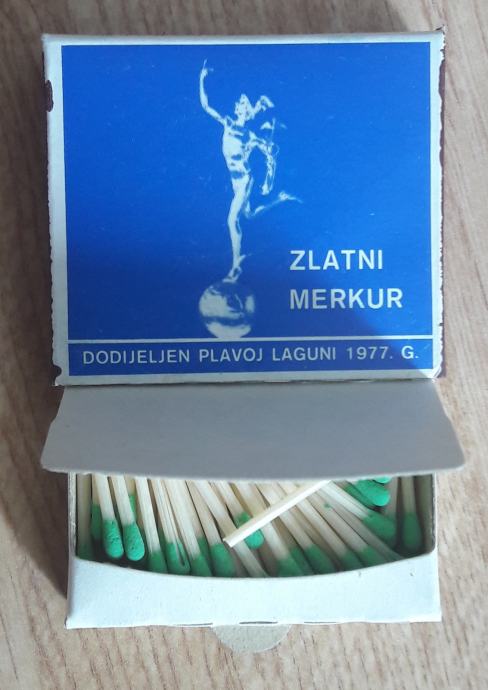 ZLATNI
MERKUR
DODIJELJEN PLAVOJ LAGUNI 1977. G.